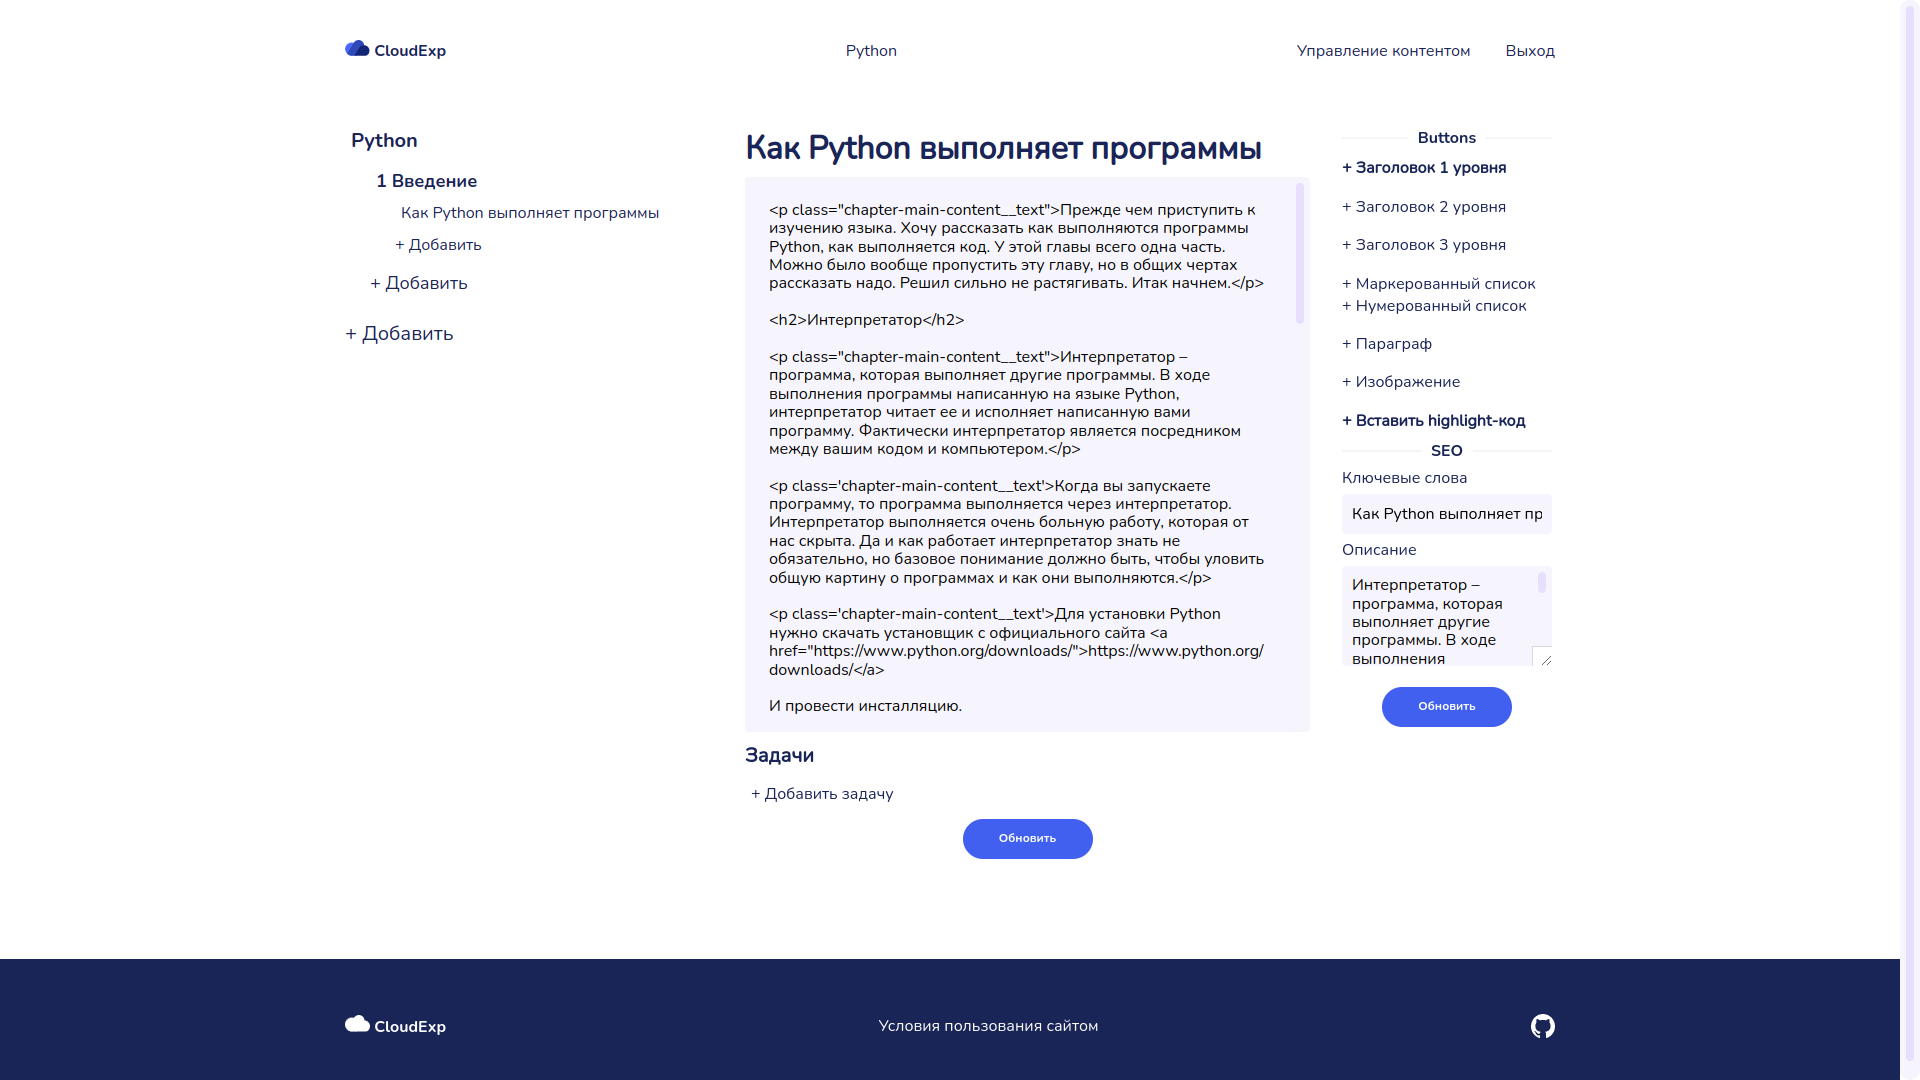 CloudExp
Python
Управление контентом
Выход
Python
1 Введение
Как Python выполняет программы
+ Добавить
+ Добавить
+ Добавить
Как Python выполняет программы
<p class="chapter-main-content__text">Прежде чем приступить к
изучению языка. Хочу рассказать как выполняются программы
Python, как выполняется код. У этой главы всего одна часть.
Можно было вообще пропустить эту главу, но в общих чертах
рассказать надо. Решил сильно не растягивать. Итак начнем.</p>
<h2>Интерпретатор</h2>
<p class="chapter-main-content__text">Интерпретатор –
программа, которая выполняет другие программы. В ходе
выполнения программы написанную на языке Python,
интерпретатор читает ее и исполняет написанную вами
программу. Фактически интерпретатор является посредником
между вашим кодом и компьютером.</p>
<p class='chapter-main-content__text'>Когда вы запускаете
программу, то программа выполняется через интерпретатор.
Интерпретатор выполняется очень больную работу, которая от
нас скрыта. Да и как работает интерпретатор знать не
обязательно, но базовое понимание должно быть, чтобы уловить
общую картину о программах и как они выполняются.</p>
<p class='chapter-main-content__text'>Для установки Python
нужно скачать установщик с официального сайта <a
href="https://www.python.org/downloads/">https://www.python.org/
downloads/</a>
И провести инсталляцию.
Задачи
+ Добавить задачу
Обновить
Buttons
+ Заголовок 1 уровня
+ Заголовок 2 уровня
+ Заголовок 3 уровня
+ Маркерованный список
+ Нумерованный список
+ Параграф
+ Изображение
+ Вставить highlight-код
SEO
Ключевые слова
Как Python выполняет пр
Описание
Интерпретатор –
программа, которая
выполняет другие
программы. В ходе
выполнения
Обновить
CloudExp
Условия пользования сайтом